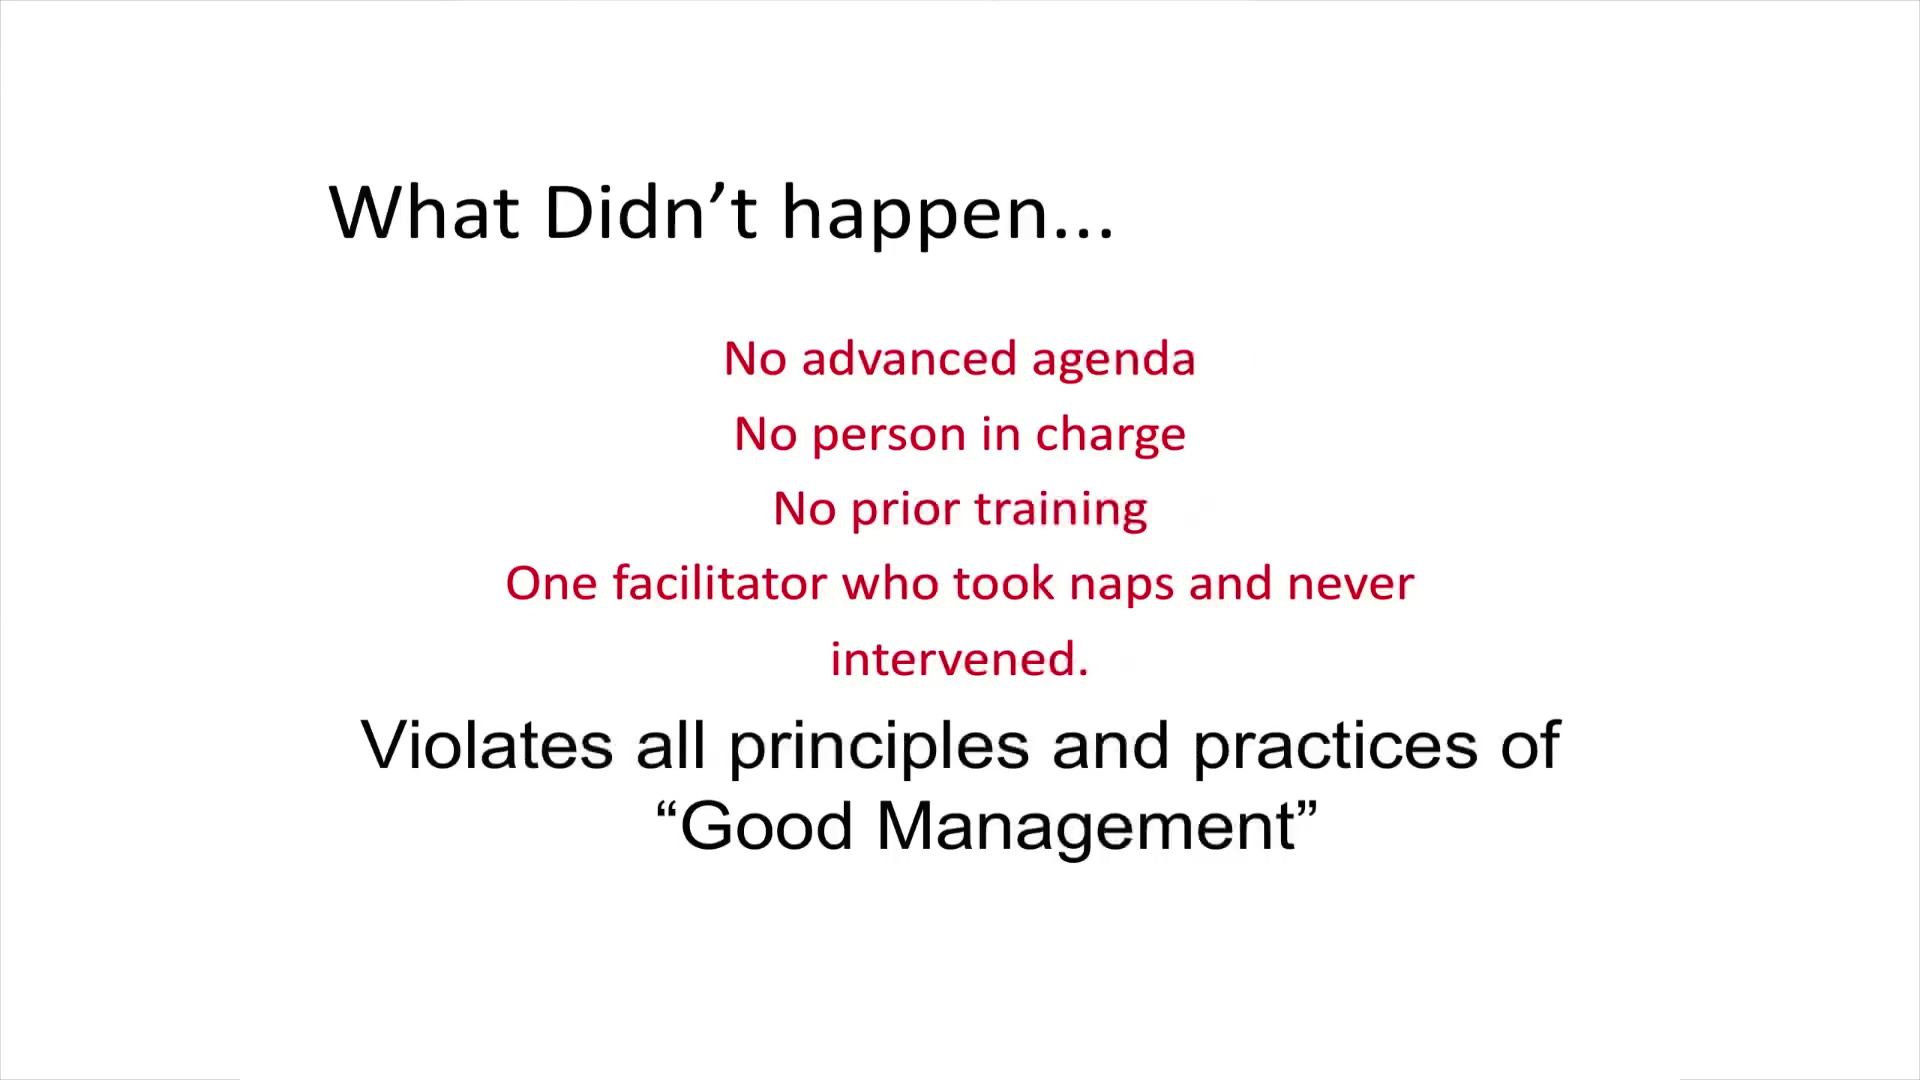 What Didn’t happen...
No advanced agenda
No person in charge
No prior training
One facilitator who took naps and never
intervened.
Violates all principles and practices of
“Good Management”